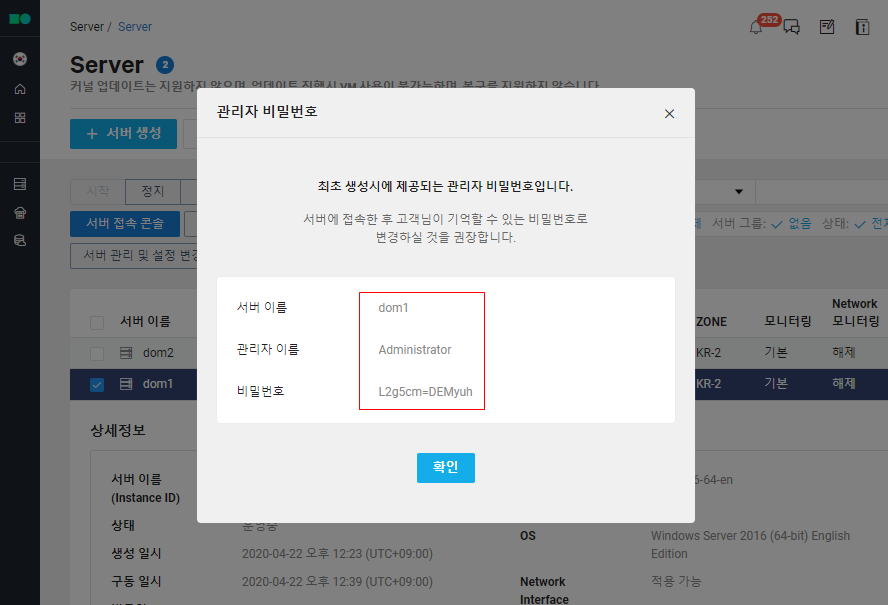 Server / Server
252
Server 2
커널 업데이트는 지원하지 않으며, 업데이트 진행시 VM 사용이 불가능하며, 복구를 지원하지 않습니다.
+ 서버 생성
관리자 비밀번호
최초 생성시에 제공되는 관리자 비밀번호입니다.
서버에 접속한 후 고객님이 기억할 수 있는 비밀번호로
변경하실 것을 권장합니다.
시작 정지
서버 접속 콘솔
서버 그룹: 없음 상태: 전체
서버 관리 및 설정 변경
서버 이름 dom1
관리자 이름 Administrator
비밀번호 L2g5cm=DEMyuh
확인
서버 이름 ZONE 모니터링 Network 모니터링
dom2 KR-2 기본 해제
dom1 KR-2 기본 해제
상세정보
서버 이름
(Instance ID)
6-64-en
상태 운영중
OS Windows Server 2016 (64-bit) English
Edition
생성 일시 2020-04-22 오후 12:23 (UTC+09:00)
구동 일시 2020-04-22 오후 12:39 (UTC+09:00)
Network
Interface
적용 가능